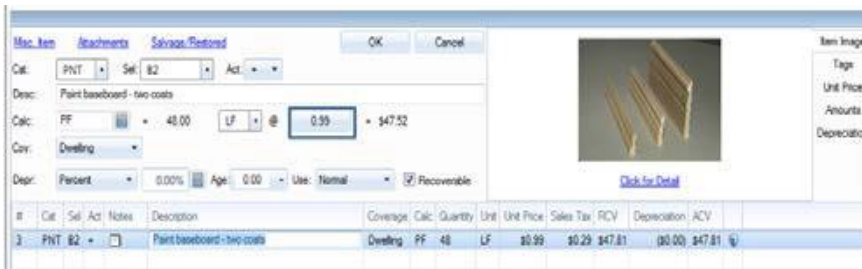 Misc. Item Attachments Salvage/Restored OK Cancel Item Image
Cat: PNT Sel: B2 Act: + Tags
Desc: Paint baseboard - two coats Unit Price
Calc: PF = 48.00 LF @ 0.99 = $47.52 Amounts
Cov: Dwelling Depreciatio
Depr: Percent 0.00% Age: 0.00 Use: Normal Recoverable Click for Detail
# Cat Sel Act Notes Description Coverage Calc Quantity Unit Unit Price Sales Tax RCV Depreciation ACV
3 PNT B2 + Paint baseboard - two coats Dwelling PF 48 LF $0.99 $0.29 $47.81 ($0.00) $47.81